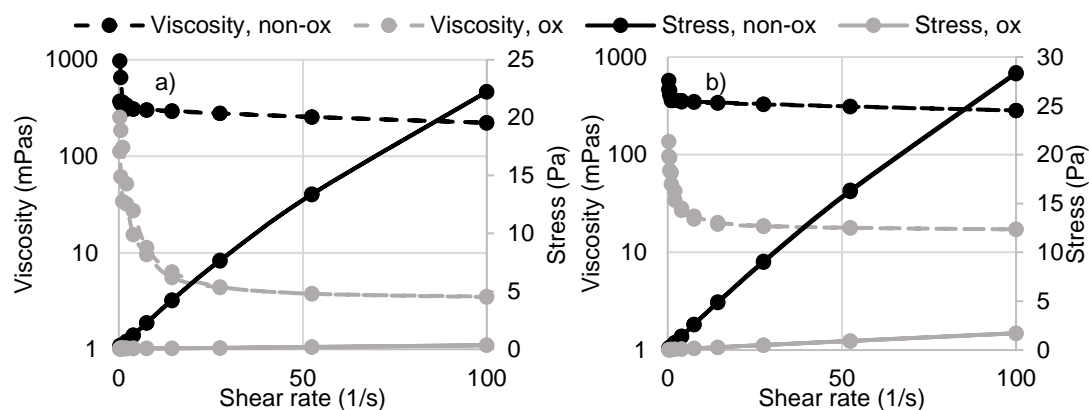 Viscosity, non-ox Viscosity, ox Stress, non-ox Stress, ox
a)
1000
100
10
1
Viscosity (mPas)
25
20
15
10
5
0
Stress (Pa)
0 50 100
Shear rate (1/s)
b)
1000
100
10
1
Viscosity (mPas)
30
25
20
15
10
5
0
Stress (Pa)
0 50 100
Shear rate (1/s)